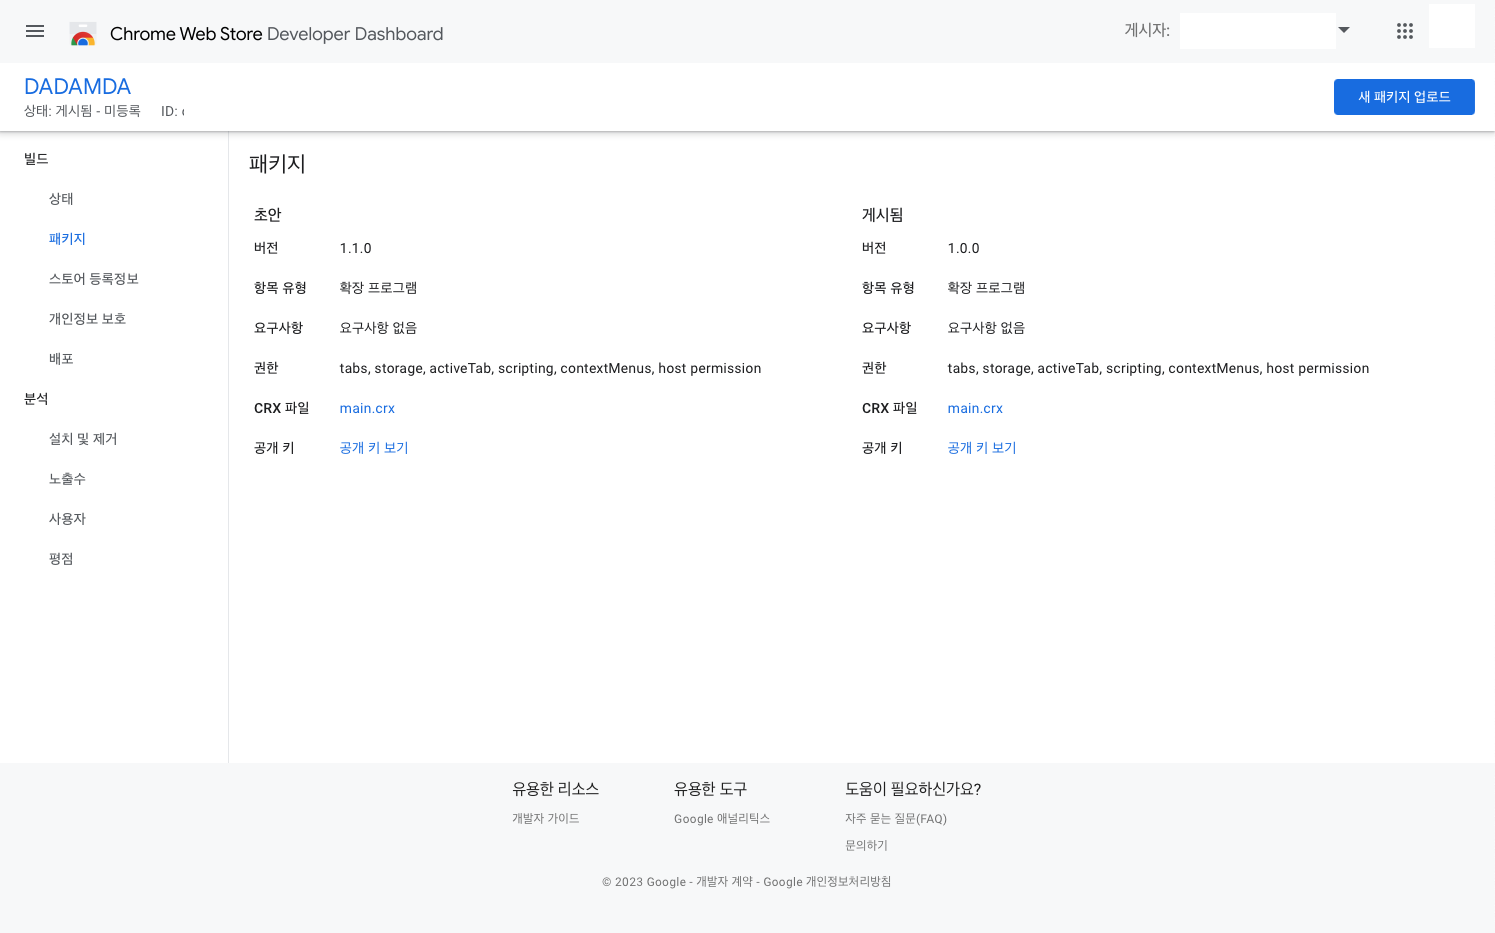 Chrome Web Store Developer Dashboard
게시자:
DADAMDA
상태: 게시됨 - 미등록 ID:
새 패키지 업로드
빌드
상태
패키지
스토어 등록정보
개인정보 보호
배포
분석
설치 및 제거
노출수
사용자
평점
패키지
초안
버전 1.1.0
항목 유형 확장 프로그램
요구사항 요구사항 없음
권한 tabs, storage, activeTab, scripting, contextMenus, host permission
CRX 파일 main.crx
공개 키 공개 키 보기
게시됨
버전 1.0.0
항목 유형 확장 프로그램
요구사항 요구사항 없음
권한 tabs, storage, activeTab, scripting, contextMenus, host permission
CRX 파일 main.crx
공개 키 공개 키 보기
유용한 리소스
개발자 가이드
유용한 도구
Google 애널리틱스
도움이 필요하신가요?
자주 묻는 질문(FAQ)
문의하기
© 2023 Google - 개발자 계약 - Google 개인정보처리방침